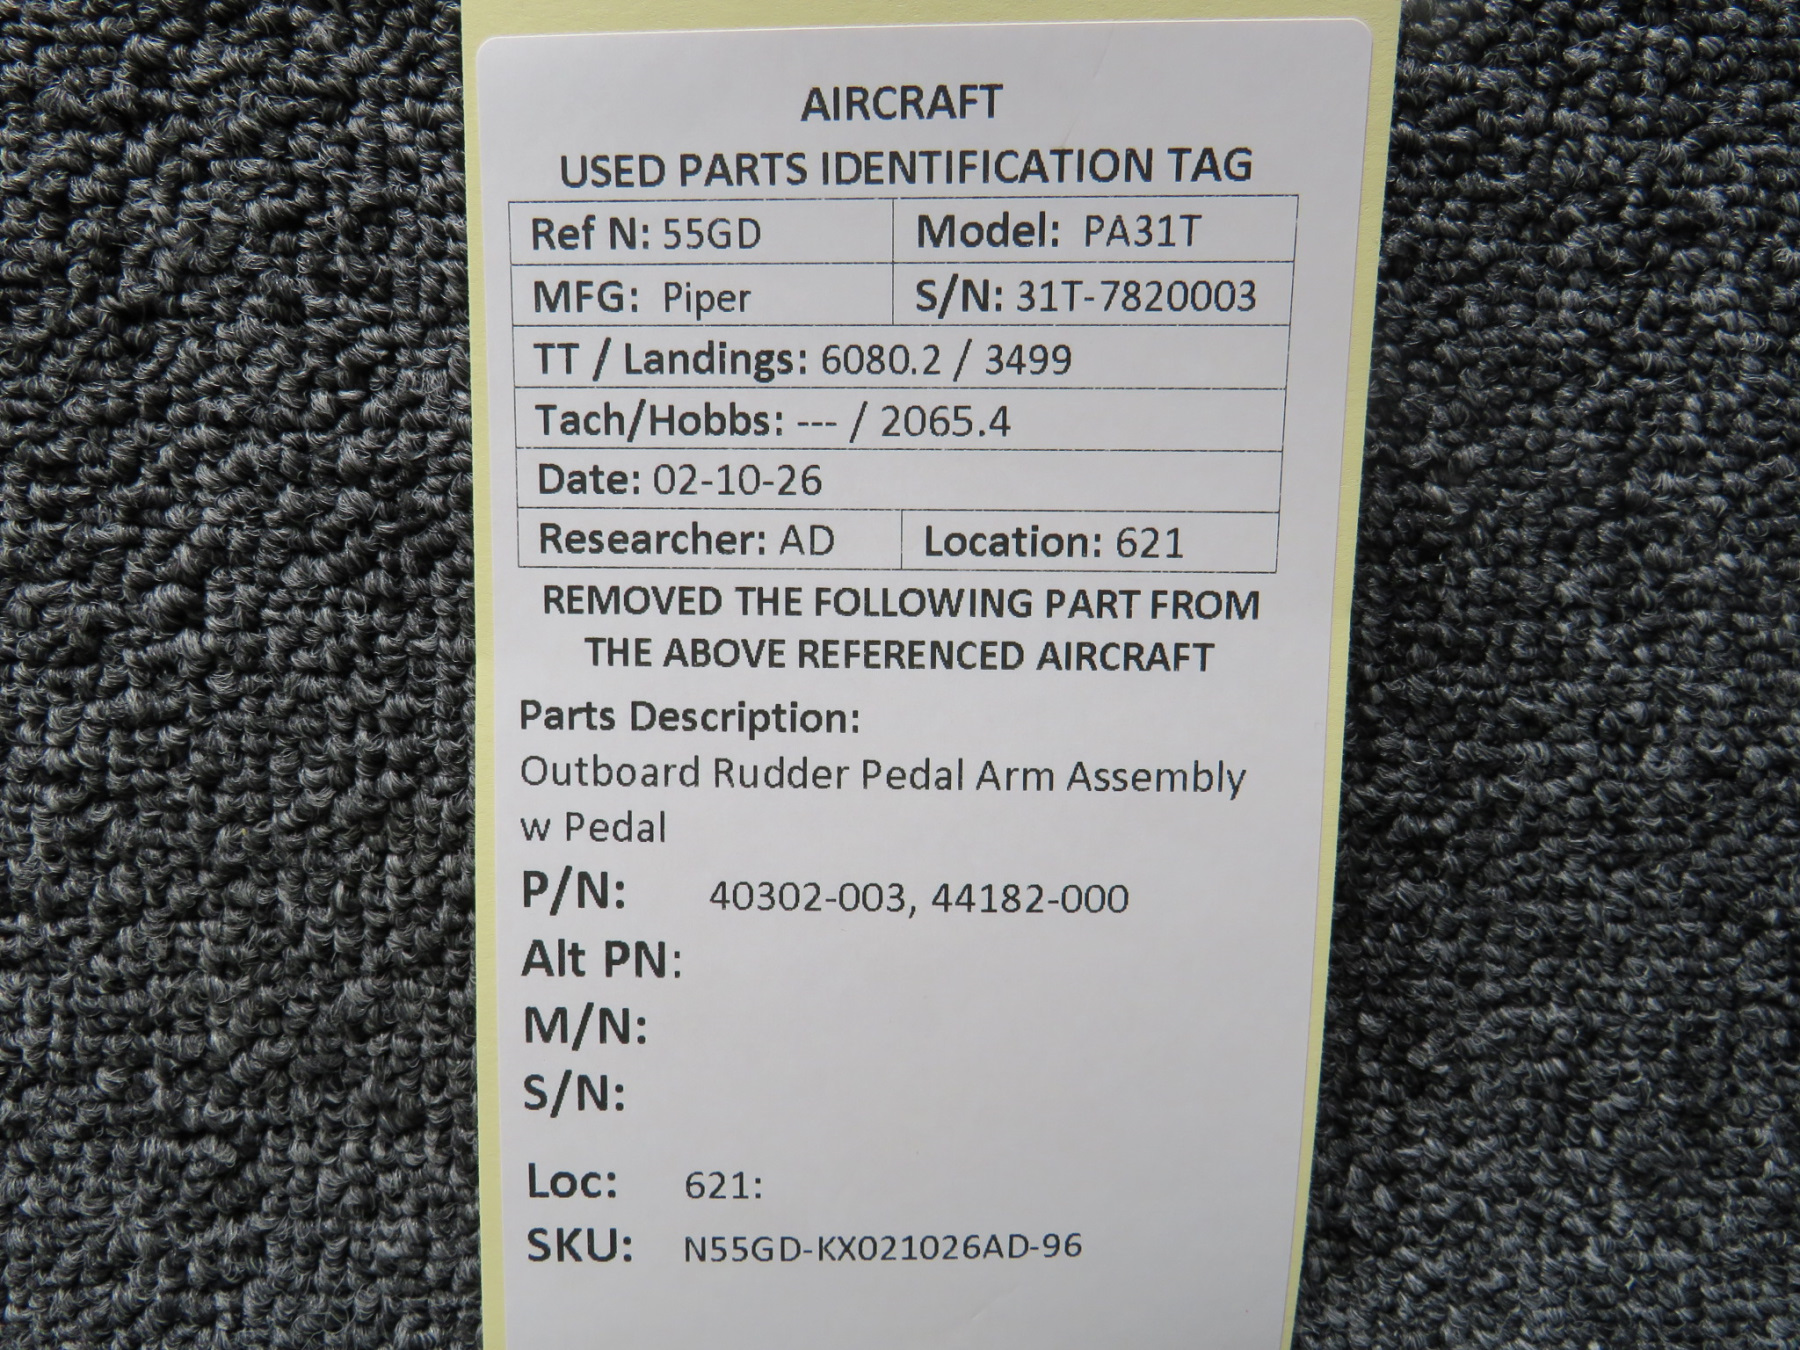 AIRCRAFT
USED PARTS IDENTIFICATION TAG
Ref N: 55GD Model: PA31T
MFG: Piper S/N: 31T-7820003
TT / Landings: 6080.2 / 3499
Tach/Hobbs: --- / 2065.4
Date: 02-10-26
Researcher: AD Location: 621
REMOVED THE FOLLOWING PART FROM
THE ABOVE REFERENCED AIRCRAFT
Parts Description:
Outboard Rudder Pedal Arm Assembly
w Pedal
P/N: 40302-003, 44182-000
Alt PN:
M/N:
S/N:
Loc: 621:
SKU: N55GD-KX021026AD-96